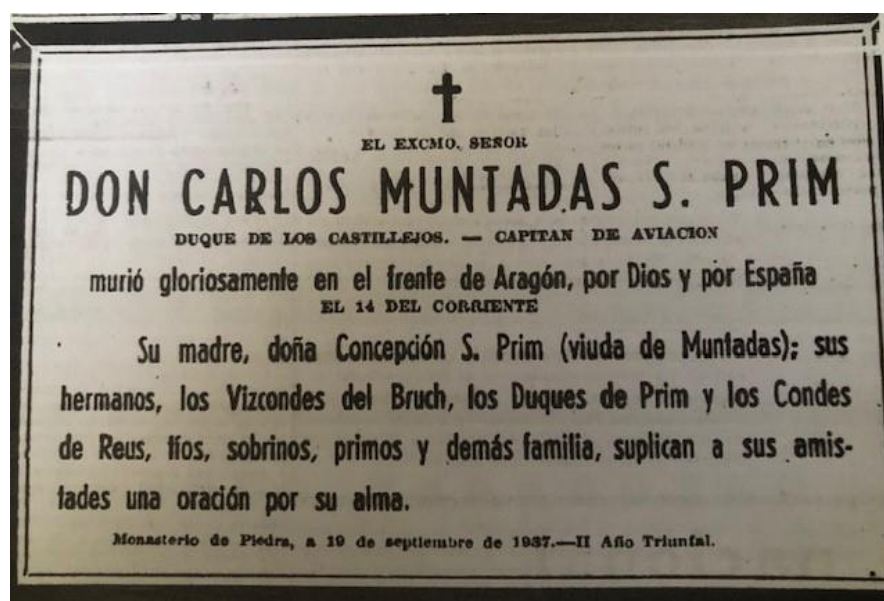 EL EXCMO. SEÑOR
DON CARLOS MUNTADAS S. PRIM
DUQUE DE LOS CASTILLEJOS. — CAPITAN DE AVIACION
murió gloriosamente en el frente de Aragón, por Dios y por España
EL 14 DEL CORRIENTE
Su madre, doña Concepción S. Prim (viuda de Muntadas); sus
hermanos, los Vizcondes del Bruch, los Duques de Prim y los Condes
de Reus, tíos, sobrinos, primos y demás familia, suplican a sus amis-
tades una oración por su alma.
Monasterio de Piedra, a 19 de septiembre de 1937.—II Año Triunfal.